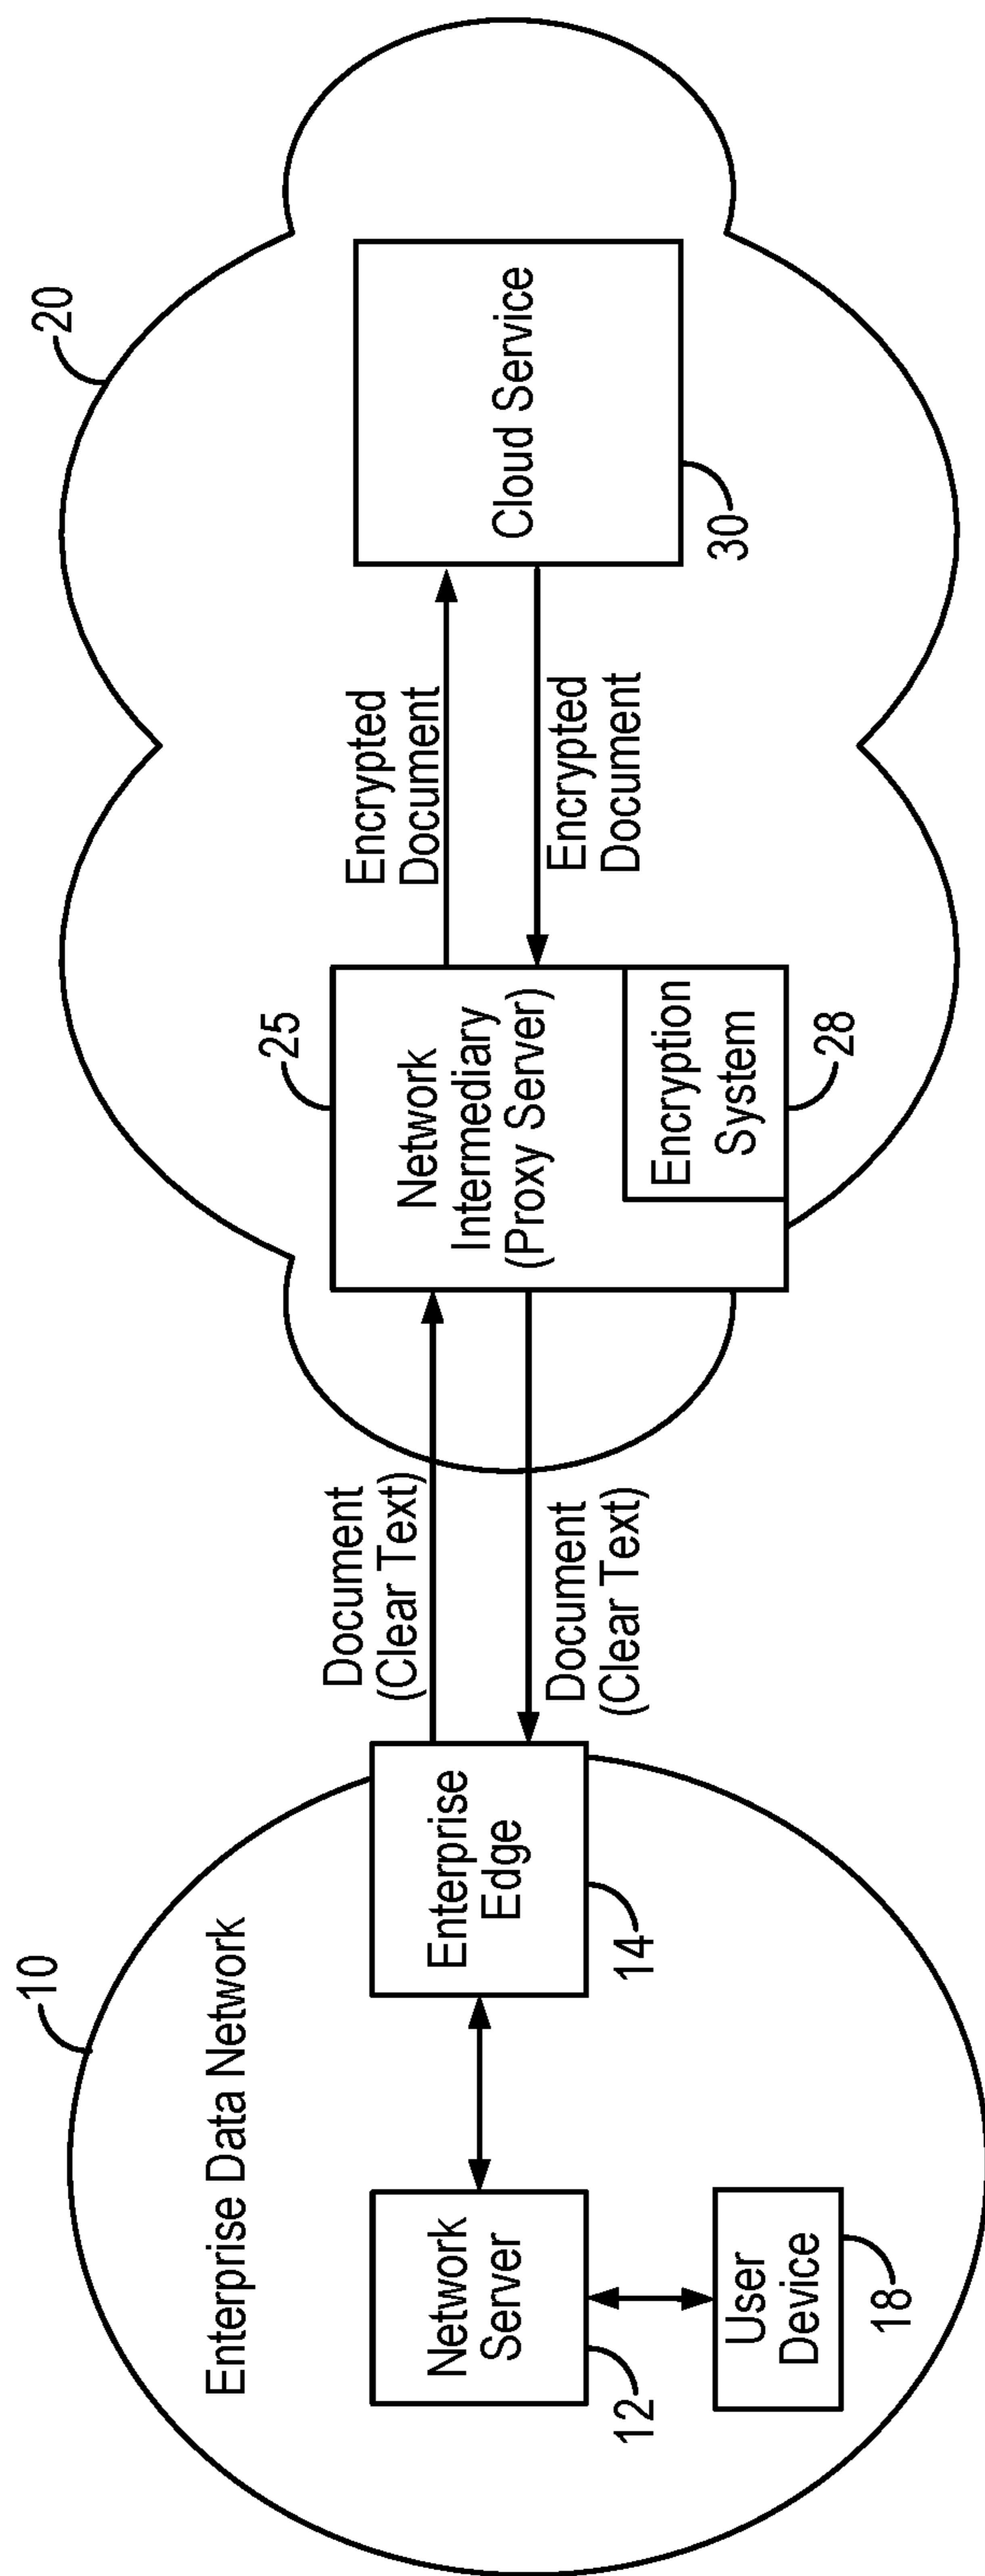 10
Enterprise Data Network
Network
Server
12
User
Device
18
Enterprise
Edge
14
Document
(Clear Text)
Document
(Clear Text)
20
25
Network
Intermediary
(Proxy Server)
Encryption
System
28
Encrypted
Document
Encrypted
Document
Cloud Service
30